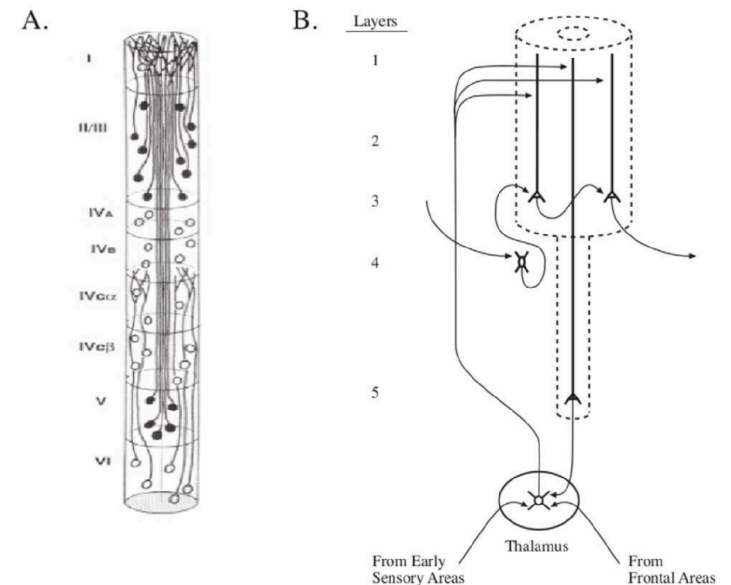 A.
I
II/III
IVA
IVB
IVcα
IVcβ
V
VI
B.
Layers
1
2
3
4
5
Thalamus
From Early
Sensory Areas
From
Frontal Areas